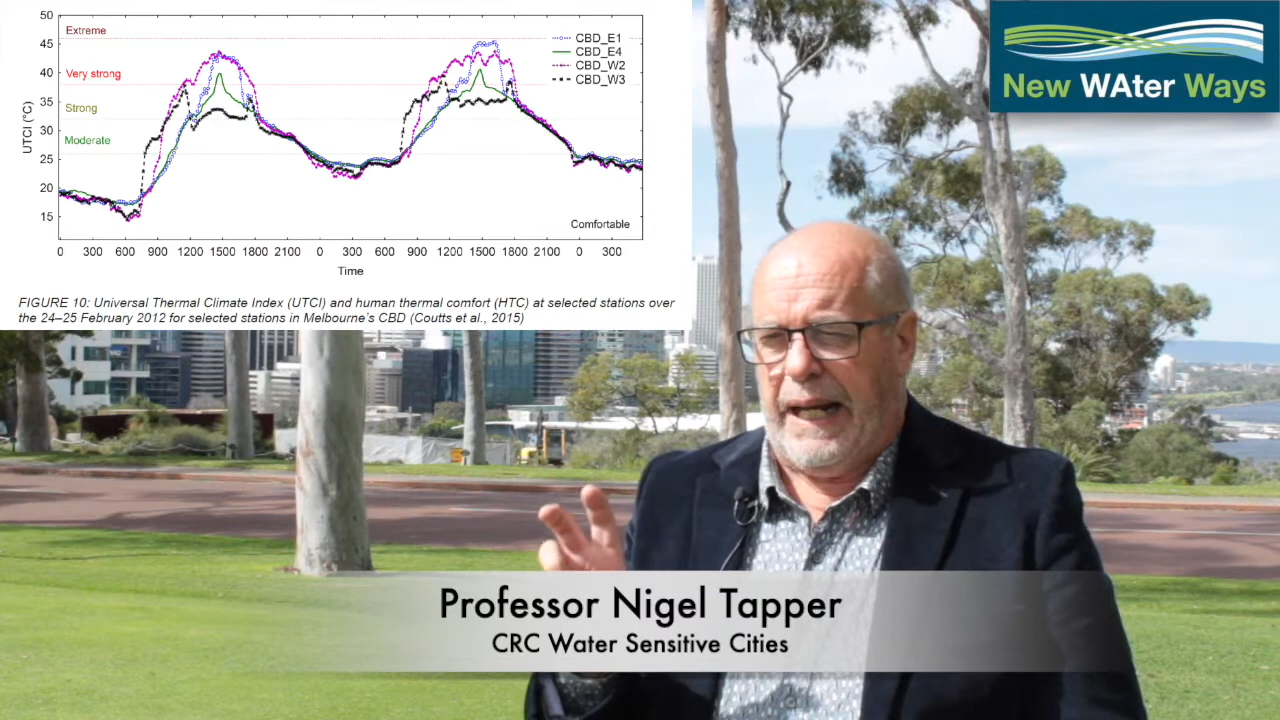 50
45
40
35
30
25
20
15
UTCI (°C)
Extreme
Very strong
Strong
Moderate
Comfortable
CBD_E1
CBD_E4
CBD_W2
CBD_W3
0 300 600 900 1200 1500 1800 2100 0 300 600 900 1200 1500 1800 2100 0 300
Time
FIGURE 10: Universal Thermal Climate Index (UTCI) and human thermal comfort (HTC) at selected stations over
the 24–25 February 2012 for selected stations in Melbourne's CBD (Coutts et al., 2015)
New WAter Ways
Professor Nigel Tapper
CRC Water Sensitive Cities